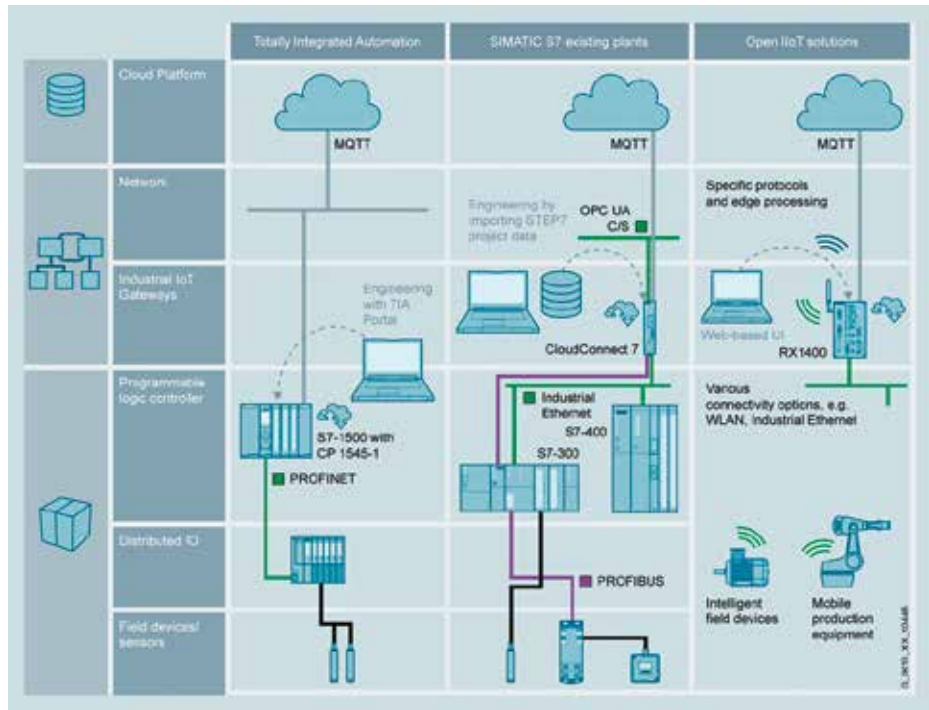 Totally Integrated Automation
SIMATIC S7 existing plants
Open IIoT solutions
Cloud Platform
MQTT
MQTT
MQTT
Network
Engineering by
importing STEP7
project data
OPC UA
C/S
Specific protocols
and edge processing
Industrial IoT
Gateways
Engineering
with TIA
Portal
CloudConnect 7
Web-based UI
RX1400
Programmable
logic controller
S7-1500 with
CP 1545-1
PROFINET
Industrial
Ethernet
S7-400
S7-300
Various
connectivity options, e.g.
WLAN, Industrial Ethernet
Distributed IO
PROFIBUS
Intelligent
field devices
Mobile
production
equipment
Field devices/
sensors